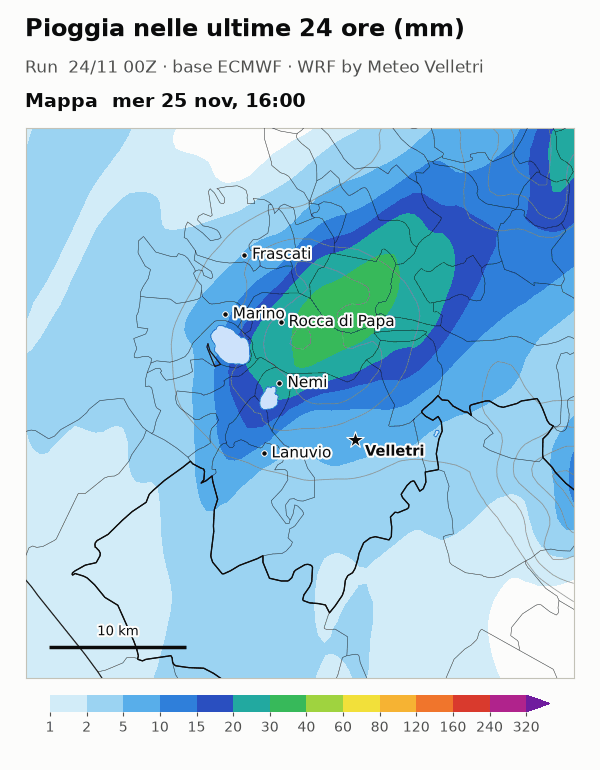 Pioggia nelle ultime 24 ore (mm)
Run  24/11 00Z · base ECMWF · WRF by Meteo Velletri
Mappa  mer 25 nov, 16:00
Frascati
Marino
Rocca di Papa
Nemi
Velletri
Lanuvio
10 km
1 2 5 10 15 20 30 40 60 80 120 160 240 320